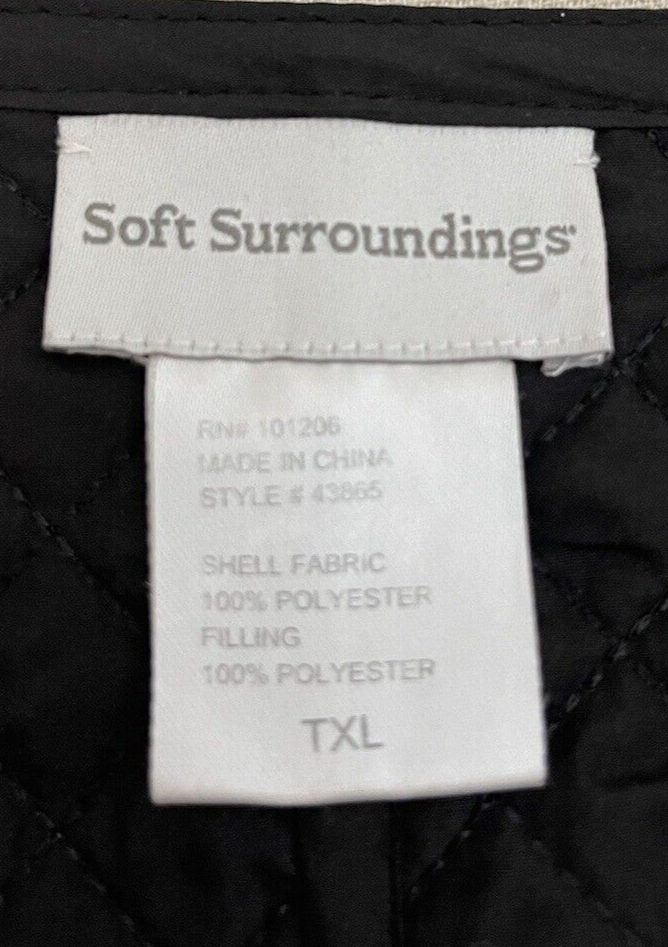 Soft Surroundings®
RN# 101206
MADE IN CHINA
STYLE # 43865
SHELL FABRIC
100% POLYESTER
FILLING
100% POLYESTER
TXL